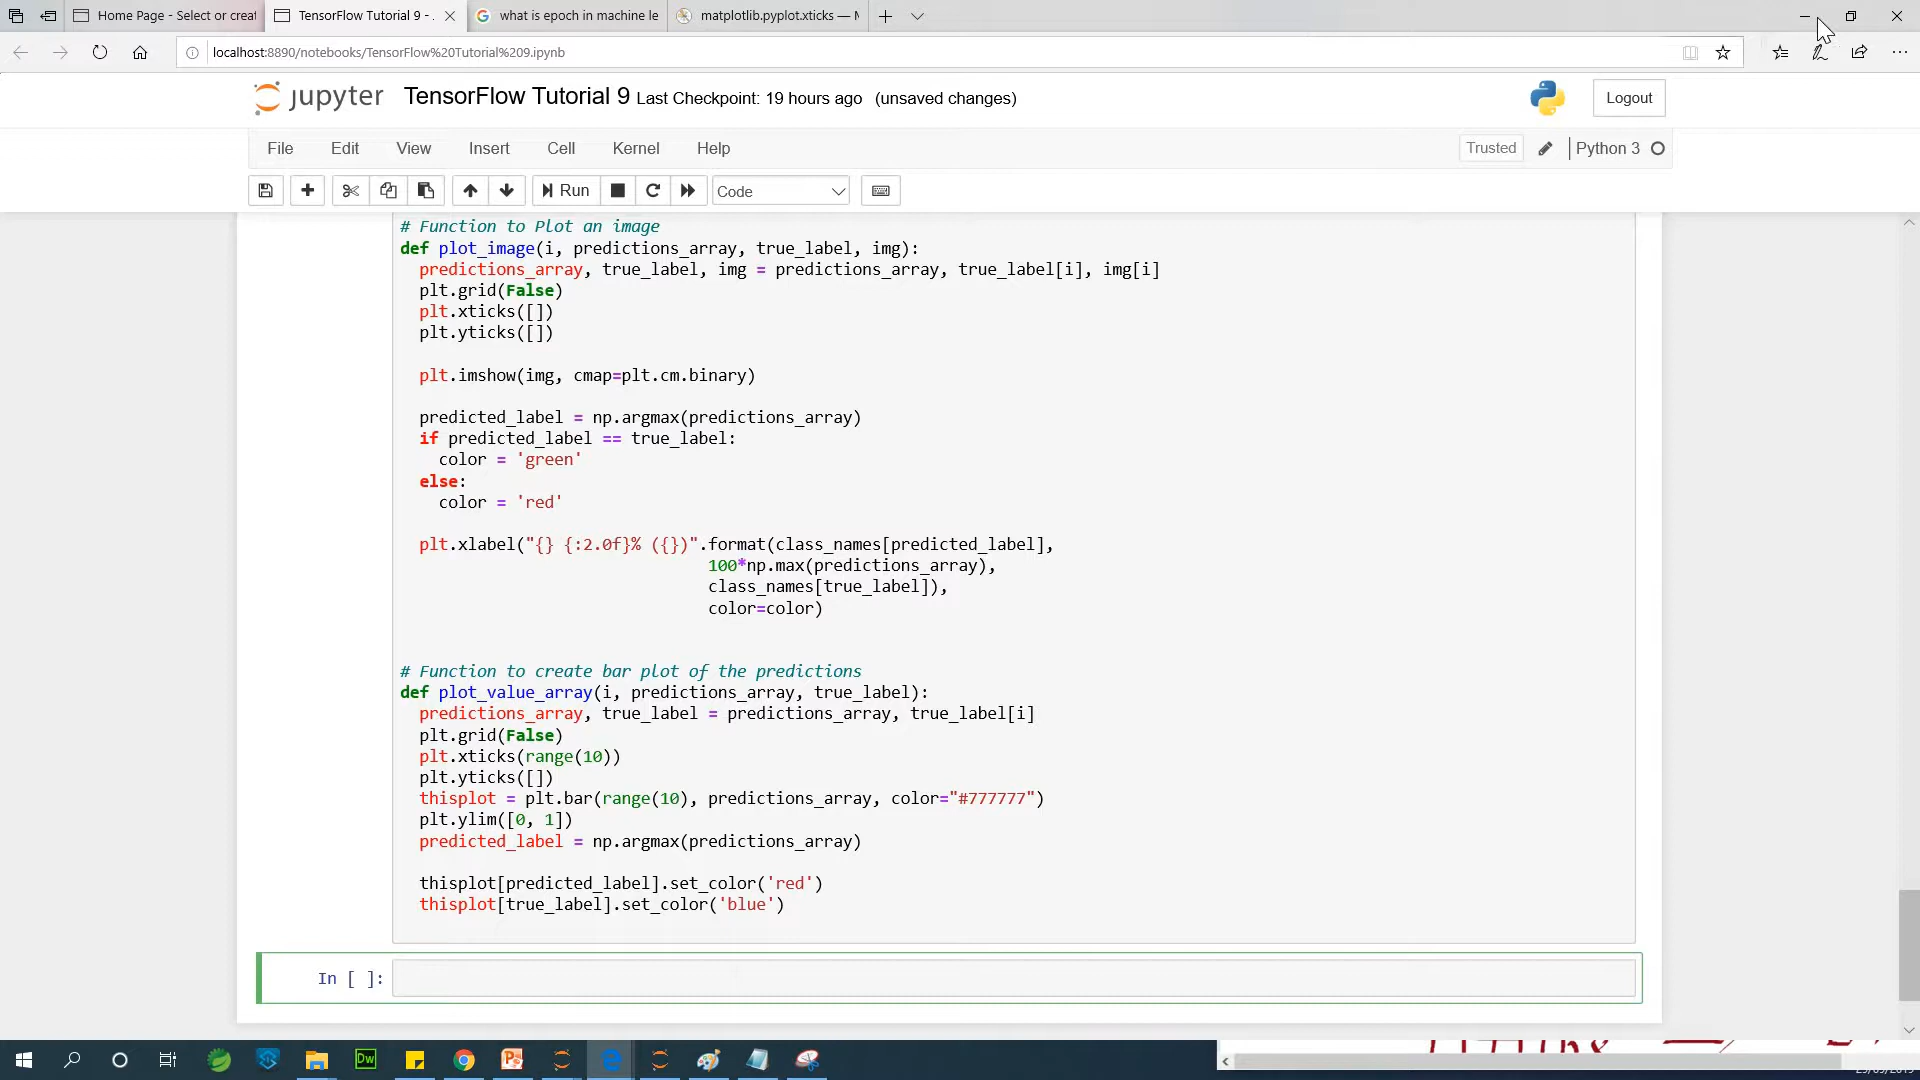 Home Page - Select or creat
TensorFlow Tutorial 9 - .
what is epoch in machine le
matplotlib.pyplot.xticks — M
localhost:8890/notebooks/TensorFlow%20Tutorial%209.ipynb
jupyter TensorFlow Tutorial 9 Last Checkpoint: 19 hours ago (unsaved changes)
Logout
File Edit View Insert Cell Kernel Help
Trusted Python 3
Run Code
# Function to Plot an image
def plot_image(i, predictions_array, true_label, img):
  predictions_array, true_label, img = predictions_array, true_label[i], img[i]
  plt.grid(False)
  plt.xticks([])
  plt.yticks([])
  plt.imshow(img, cmap=plt.cm.binary)
  predicted_label = np.argmax(predictions_array)
  if predicted_label == true_label:
    color = 'green'
  else:
    color = 'red'
  plt.xlabel("{} {:2.0f}% ({})".format(class_names[predicted_label],
                                100*np.max(predictions_array),
                                class_names[true_label]),
                                color=color)
# Function to create bar plot of the predictions
def plot_value_array(i, predictions_array, true_label):
  predictions_array, true_label = predictions_array, true_label[i]
  plt.grid(False)
  plt.xticks(range(10))
  plt.yticks([])
  thisplot = plt.bar(range(10), predictions_array, color="#777777")
  plt.ylim([0, 1])
  predicted_label = np.argmax(predictions_array)
  thisplot[predicted_label].set_color('red')
  thisplot[true_label].set_color('blue')
In [ ]:
Dw